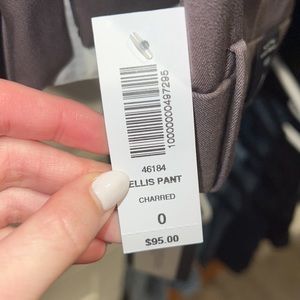 10000000497295
46184
ELLIS PANT
CHARRED
0
$95.00